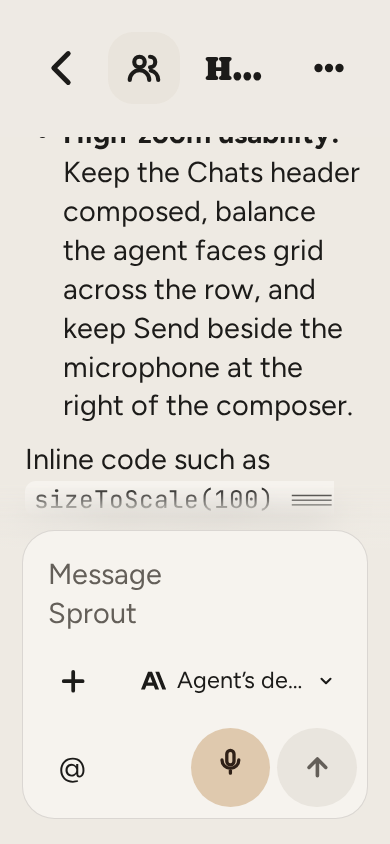 H...
• High-zoom usability:
Keep the Chats header
composed, balance
the agent faces grid
across the row, and
keep Send beside the
microphone at the
right of the composer.
Inline code such as
sizeToScale(100) ===
Message
Sprout
A\ Agent’s de...
@